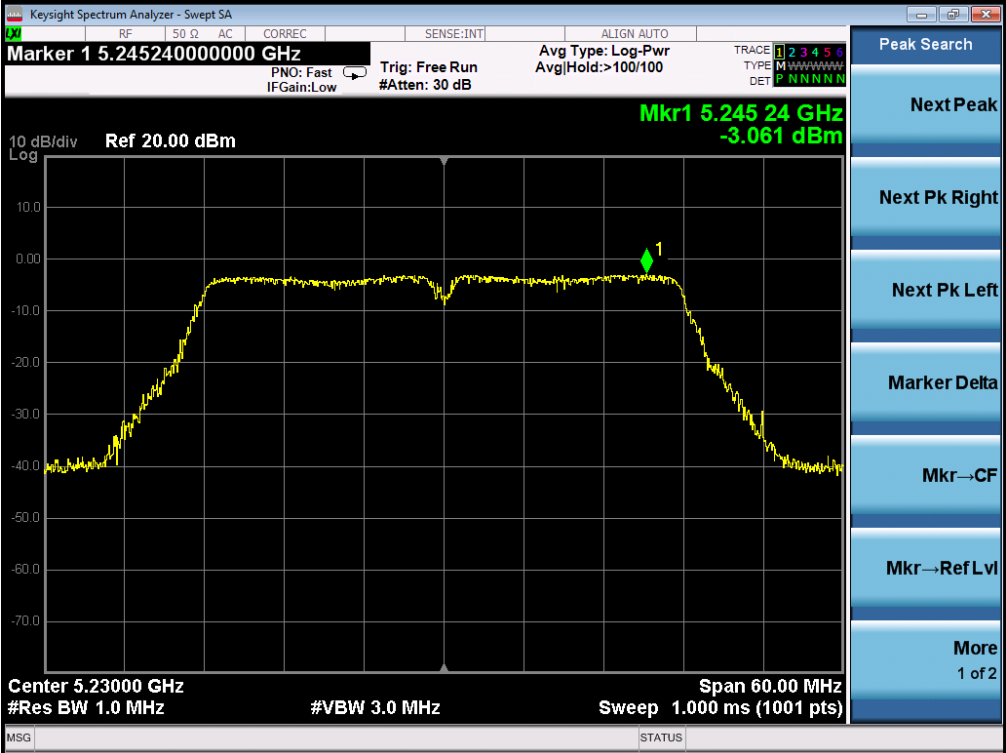 Keysight Spectrum Analyzer - Swept SA
LXI
RF
50 Ω
AC
CORREC
SENSE:INT
ALIGN AUTO
Marker 1 5.245240000000 GHz
PNO: Fast
IFGain:Low
Trig: Free Run
#Atten: 30 dB
Avg Type: Log-Pwr
Avg|Hold:>100/100
TRACE 1 2 3 4 5 6
TYPE M WWWWW
DET P N N N N N
Mkr1 5.245 24 GHz
-3.061 dBm
10 dB/div
Log
Ref 20.00 dBm
10.0
0.00
-10.0
-20.0
-30.0
-40.0
-50.0
-60.0
-70.0
1
Center 5.23000 GHz
Span 60.00 MHz
#Res BW 1.0 MHz
#VBW 3.0 MHz
Sweep 1.000 ms (1001 pts)
MSG
STATUS
Peak Search
Next Peak
Next Pk Right
Next Pk Left
Marker Delta
Mkr→CF
Mkr→Ref Lvl
More
1 of 2